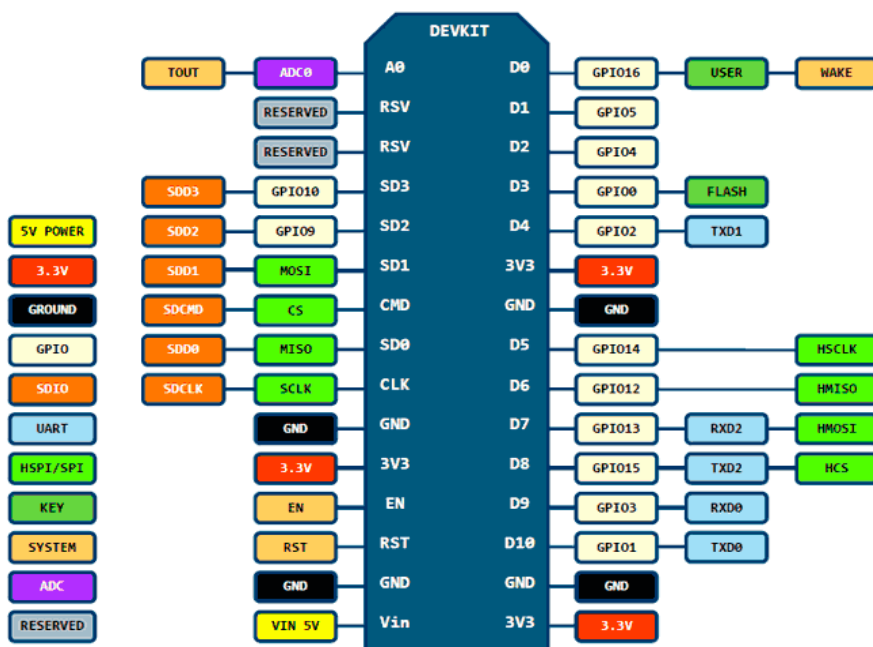 DEVKIT
TOUT ADC0 A0 D0 GPIO16 USER WAKE
RESERVED RSV D1 GPIO5
RESERVED RSV D2 GPIO4
SDD3 GPIO10 SD3 D3 GPIO0 FLASH
5V POWER SDD2 GPIO9 SD2 D4 GPIO2 TXD1
3.3V SDD1 MOSI SD1 3V3 3.3V
GROUND SDCMD CS CMD GND GND
GPIO SDD0 MISO SD0 D5 GPIO14 HSCLK
SDIO SDCLK SCLK CLK D6 GPIO12 HMISO
UART GND GND D7 GPIO13 RXD2 HMOSI
HSPI/SPI 3.3V 3V3 D8 GPIO15 TXD2 HCS
KEY EN EN D9 GPIO3 RXD0
SYSTEM RST RST D10 GPIO1 TXD0
ADC GND GND GND GND
RESERVED VIN 5V Vin 3V3 3.3V